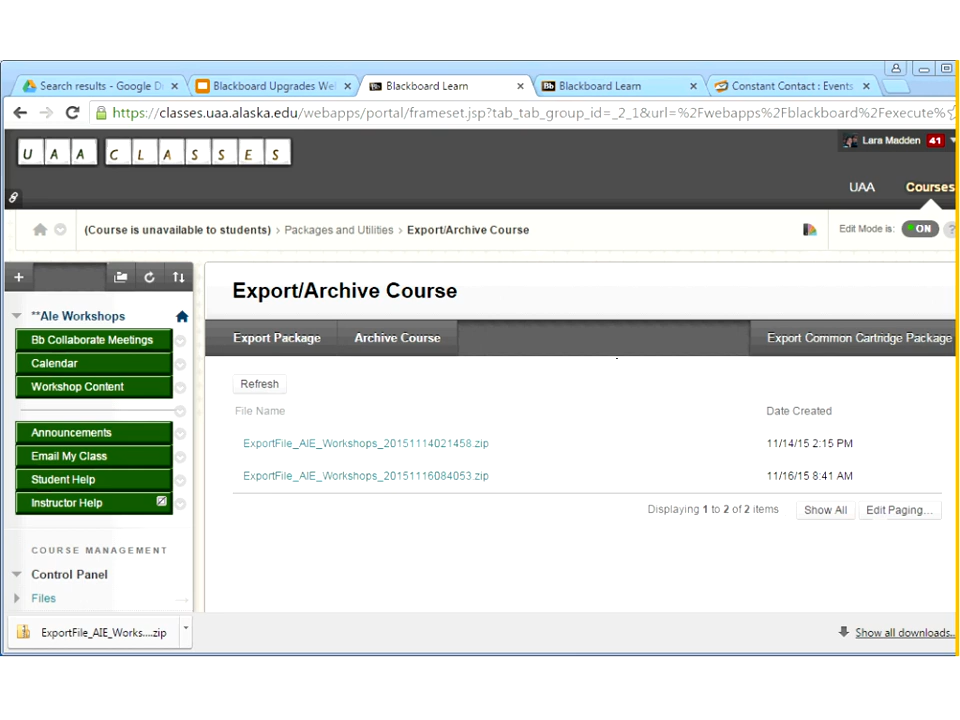 Search results - Google Di
Blackboard Upgrades Wel
Blackboard Learn
Blackboard Learn
Constant Contact : Events
https://classes.uaa.alaska.edu/webapps/portal/frameset.jsp?tab_tab_group_id=_2_1&url=%2Fwebapps%2Fblackboard%2Fexecute%
UAA CLASSES
Lara Madden 41
UAA Courses
(Course is unavailable to students) > Packages and Utilities > Export/Archive Course
Edit Mode is: ON ?
Export/Archive Course
**AIe Workshops
Bb Collaborate Meetings
Calendar
Workshop Content
Announcements
Email My Class
Student Help
Instructor Help
COURSE MANAGEMENT
Control Panel
Files
Export Package Archive Course Export Common Cartridge Package
Refresh
File Name Date Created
ExportFile_AIE_Workshops_20151114021458.zip 11/14/15 2:15 PM
ExportFile_AIE_Workshops_20151116084053.zip 11/16/15 8:41 AM
Displaying 1 to 2 of 2 items Show All Edit Paging...
ExportFile_AIE_Works....zip
Show all downloads...